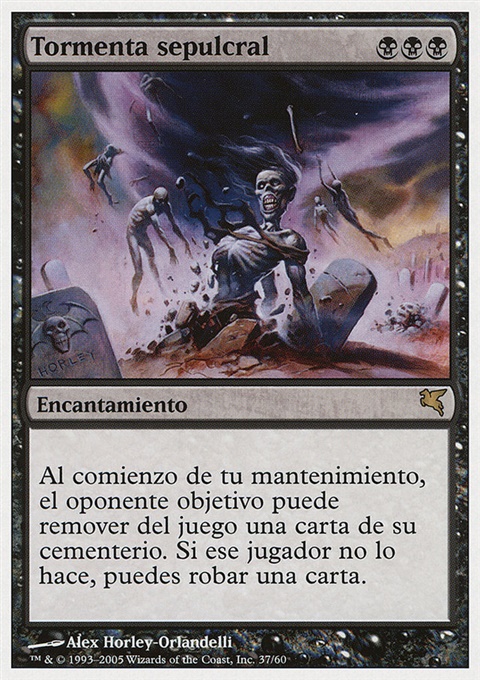 Tormenta sepulcral
HORLEY
Encantamiento
Al comienzo de tu mantenimiento,
el oponente objetivo puede
remover del juego una carta de su
cementerio. Si ese jugador no lo
hace, puedes robar una carta.
Alex Horley-Orlandelli
™ & © 1993–2005 Wizards of the Coast, Inc. 37/60